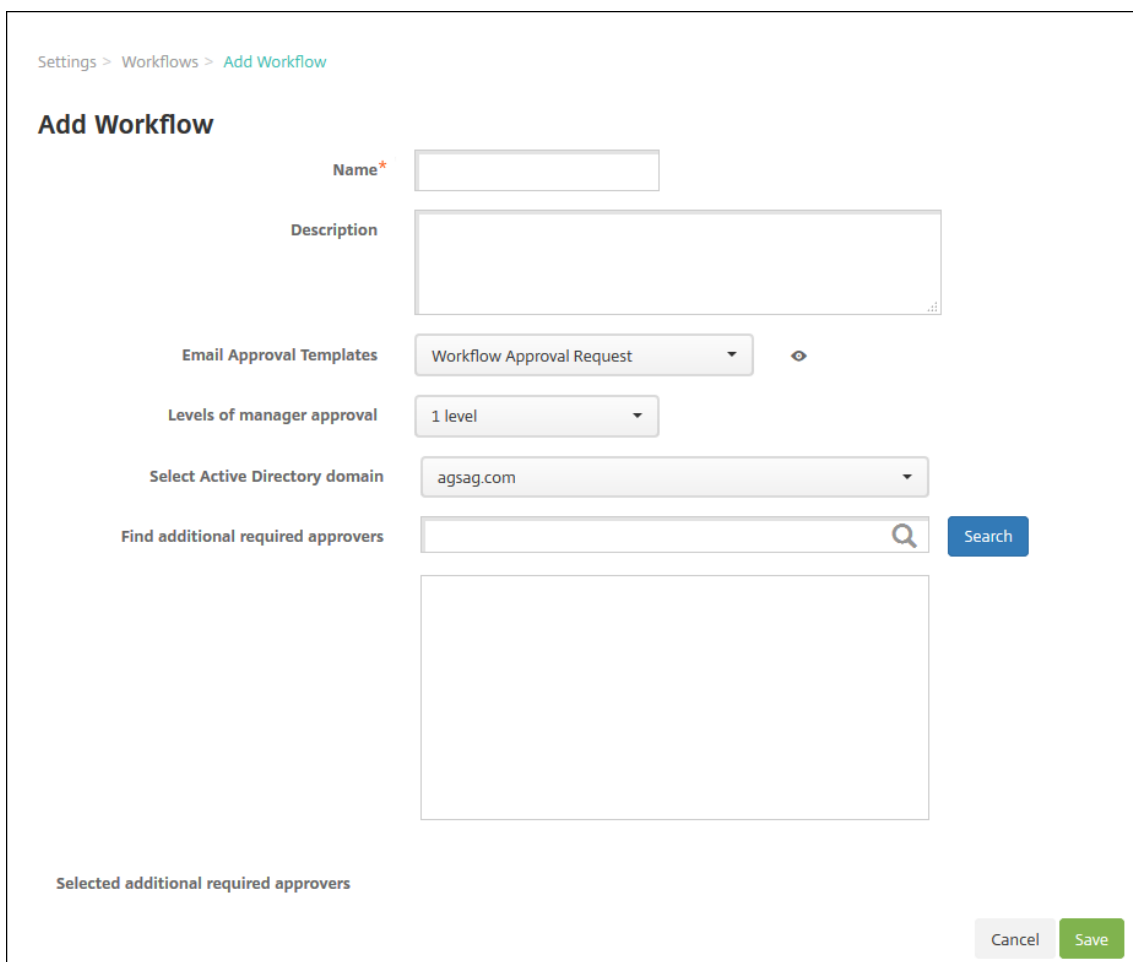 Settings > Workflows > Add Workflow
Add Workflow
Name*
Description
Email Approval Templates Workflow Approval Request
Levels of manager approval 1 level
Select Active Directory domain agsag.com
Find additional required approvers Search
Selected additional required approvers
Cancel Save